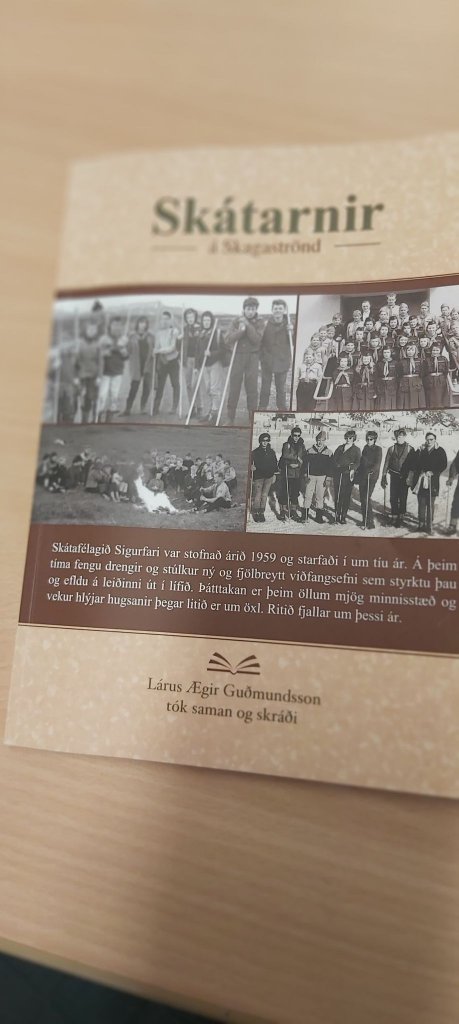 Skátarnir
á Skagaströnd
Skátafélagið Sigurfari var stofnað árið 1959 og starfaði í um tíu ár. Á þeim
tíma fengu drengir og stúlkur ný og fjölbreytt viðfangsefni sem styrktu þau
og efldu á leiðinni út í lífið. Þátttakan er þeim öllum mjög minnisstæð og
vekur hlýjar hugsanir þegar litið er um öxl. Ritið fjallar um þessi ár.
Lárus Ægir Guðmundsson
tók saman og skráði